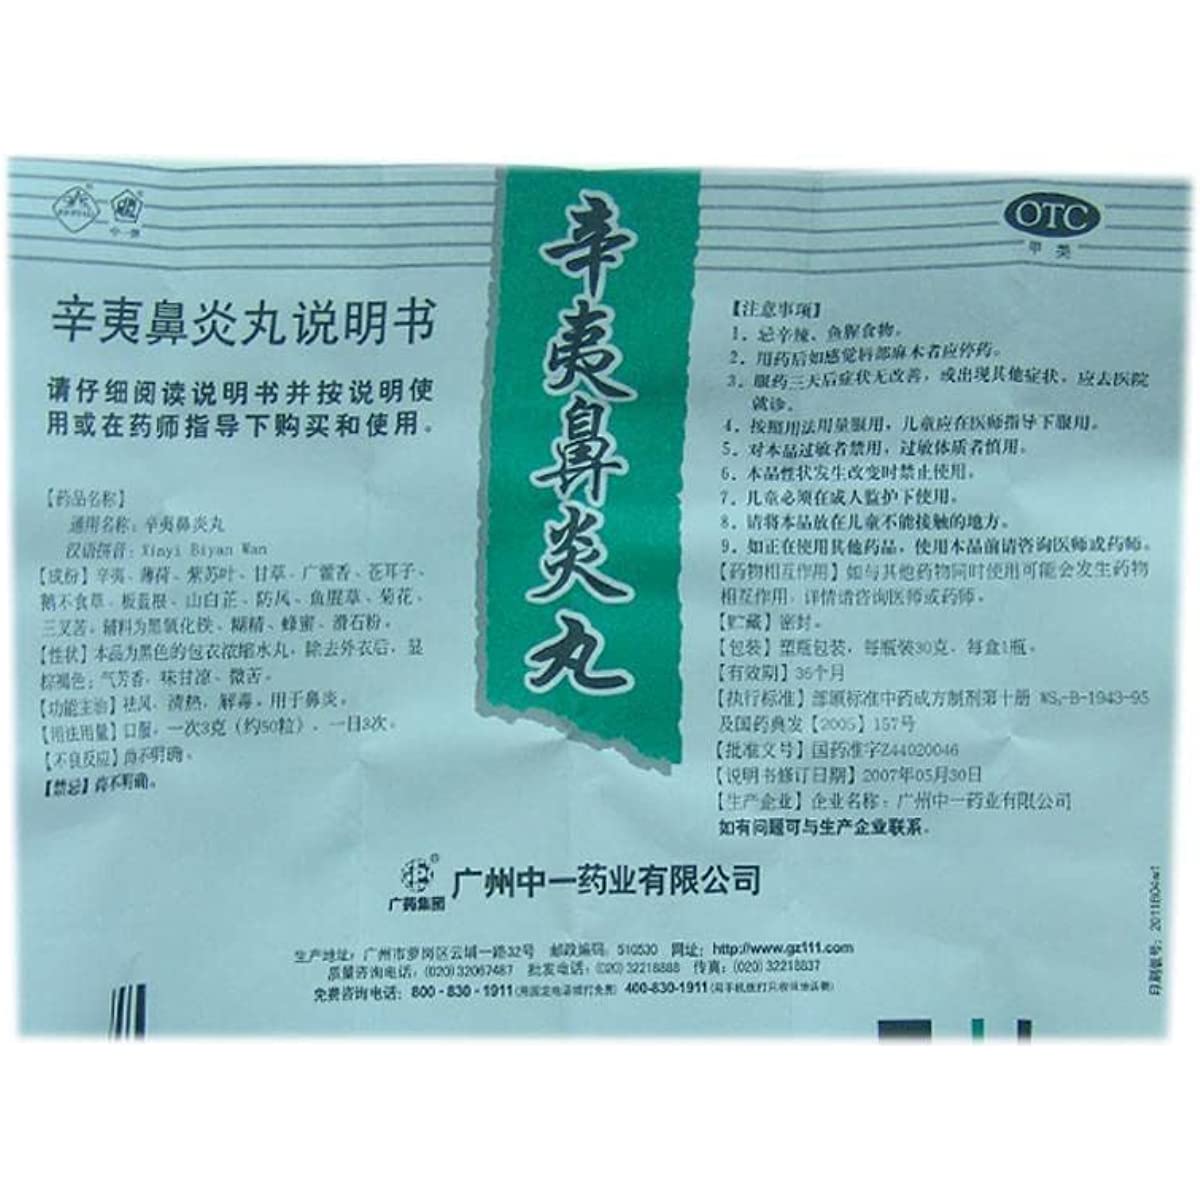 中一牌
辛夷鼻炎丸说明书
请仔细阅读说明书并按说明使
用或在药师指导下购买和使用。
【药品名称】
通用名称：辛夷鼻炎丸
汉语拼音：Xinyi Biyan Wan
【成份】辛夷、薄荷、紫苏叶、甘草、广藿香、苍耳子、
鹅不食草、板蓝根、山白芷、防风、鱼腥草、菊花、
三叉苦。辅料为黑氧化铁、糊精、蜂蜜、滑石粉。
【性状】本品为黑色的包衣浓缩水丸，除去外衣后，显
棕褐色；气芳香，味甘凉、微苦。
【功能主治】祛风，清热，解毒。用于鼻炎。
【用法用量】口服，一次3克（约50粒），一日3次。
【不良反应】尚不明确。
【禁忌】尚不明确。
辛夷鼻炎丸
OTC
甲类
【注意事项】
1．忌辛辣、鱼腥食物。
2．用药后如感觉唇部麻木者应停药。
3．服药三天后症状无改善，或出现其他症状，应去医院
就诊。
4．按照用法用量服用，儿童应在医师指导下服用。
5．对本品过敏者禁用，过敏体质者慎用。
6．本品性状发生改变时禁止使用。
7．儿童必须在成人监护下使用。
8．请将本品放在儿童不能接触的地方。
9．如正在使用其他药品，使用本品前请咨询医师或药师。
【药物相互作用】如与其他药物同时使用可能会发生药物
相互作用，详情请咨询医师或药师。
【贮藏】密封。
【包装】塑瓶包装，每瓶装30克，每盒1瓶。
【有效期】36个月
【执行标准】部颁标准中药成方制剂第十册 WS₃-B-1943-95
及国药典发【2005】157号
【批准文号】国药准字Z44020046
【说明书修订日期】2007年05月30日
【生产企业】企业名称：广州中一药业有限公司
如有问题可与生产企业联系。
广药集团 广州中一药业有限公司
生产地址：广州市萝岗区云埔一路32号 邮政编码：510530 网址：http://www.gz111.com
质量咨询电话：(020)32067487 批发电话：(020)32218888 传真：(020)32218837
免费咨询电话：800-830-1911(用固定电话拨打免费) 400-830-1911(用手机拨打只收市话费)
印刷版号：2011B04w1